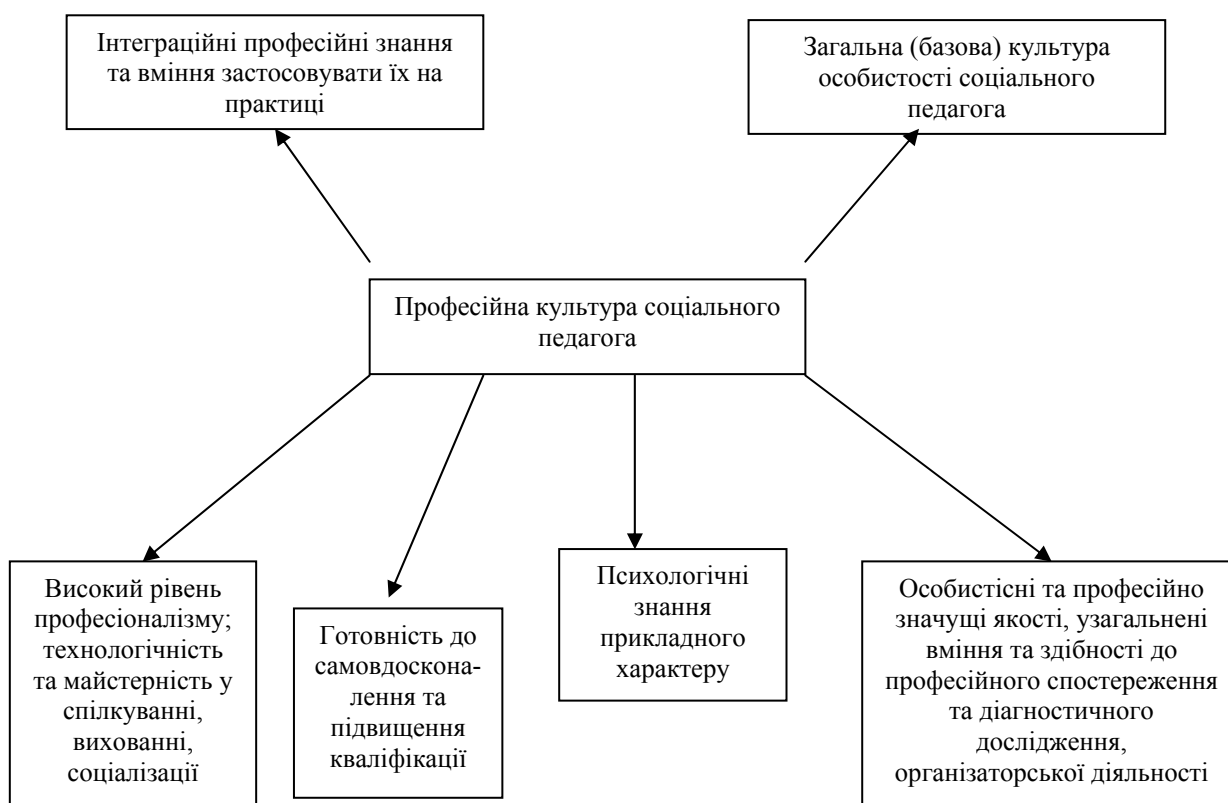 Інтеграційні професійні знання
та вміння застосовувати їх на
практиці
Загальна (базова) культура
особистості соціального
педагога
Професійна культура соціального
педагога
Високий рівень
професіоналізму;
технологічність
та майстерність у
спілкуванні,
вихованні,
соціалізації
Готовність до
самовдоскона-
лення та
підвищення
кваліфікації
Психологічні
знання
прикладного
характеру
Особистісні та професійно
значущі якості, узагальнені
вміння та здібності до
професійного спостереження
та діагностичного
дослідження,
організаторської діяльності